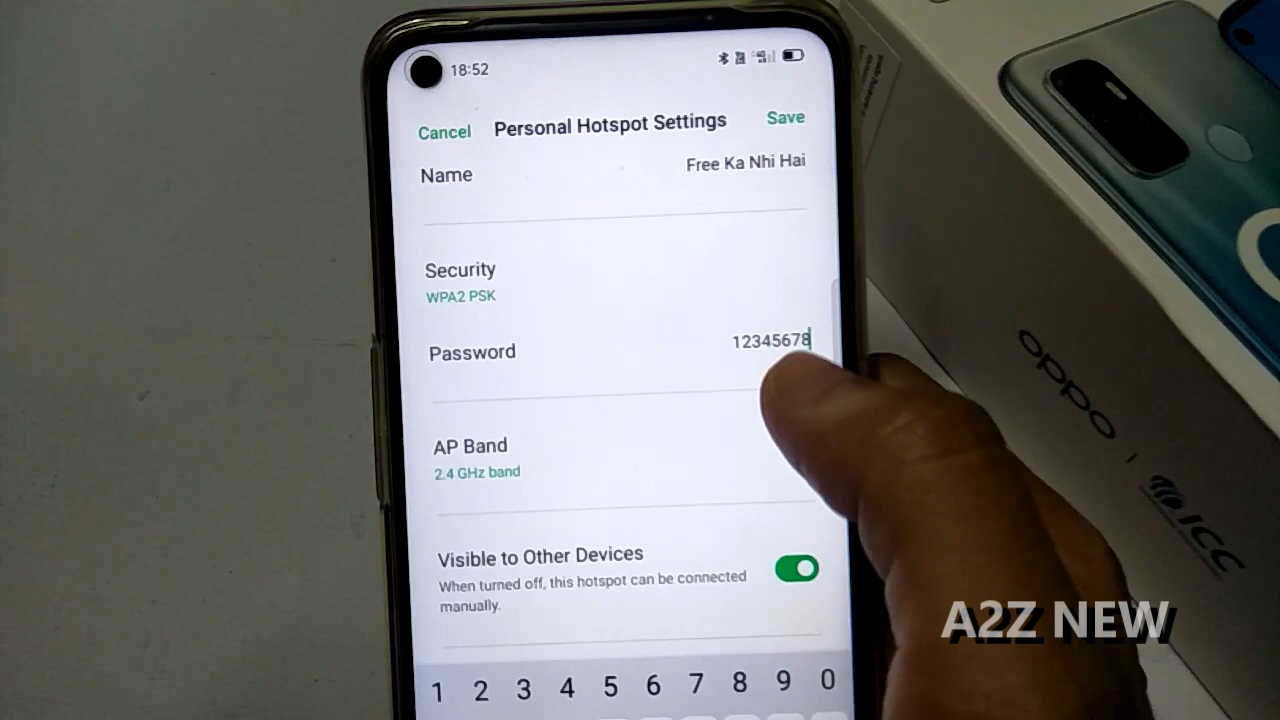 18:52
Cancel Personal Hotspot Settings Save
Name Free Ka Nhi Hai
Security
WPA2 PSK
Password 12345678
AP Band
2.4 GHz band
Visible to Other Devices
When turned off, this hotspot can be connected
manually.
1 2 3 4 5 6 7 8 9 0
oppo
ICC
A2Z NEW